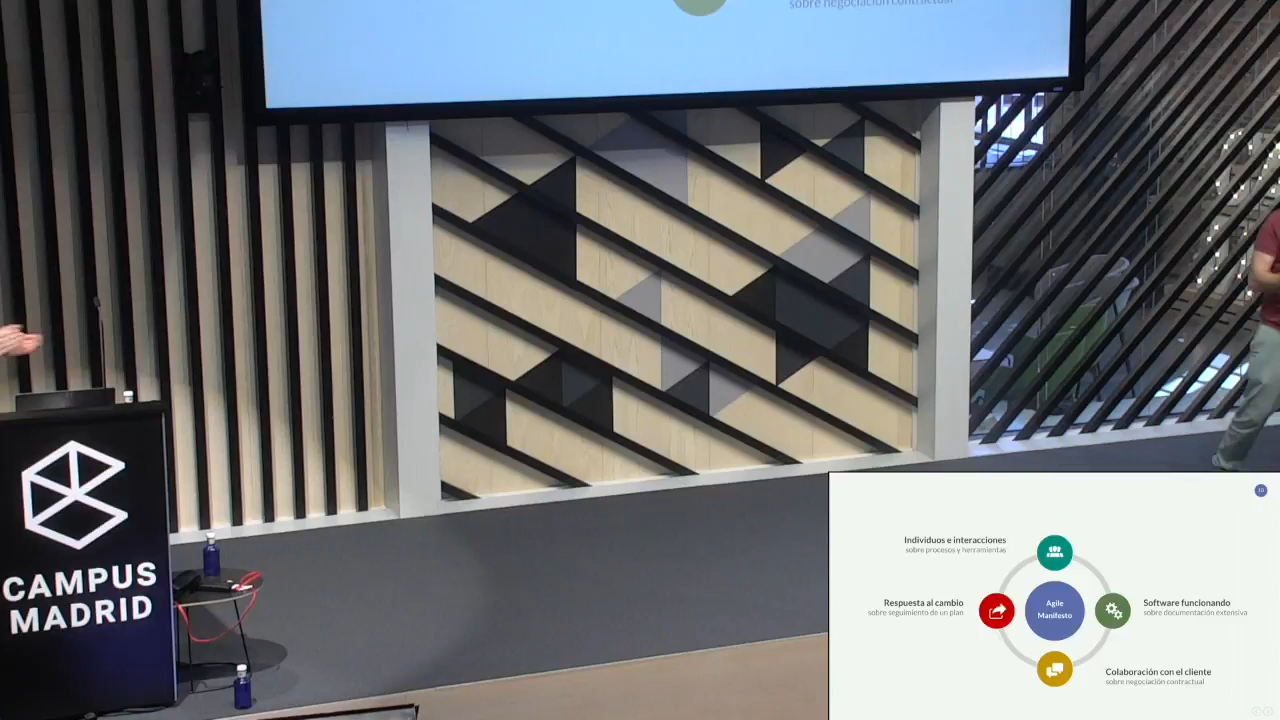 sobre negociación contractual
CAMPUS
MADRID
10
Individuos e interacciones
sobre procesos y herramientas
Respuesta al cambio
sobre seguimiento de un plan
Agile
Manifesto
Software funcionando
sobre documentación extensiva
Colaboración con el cliente
sobre negociación contractual